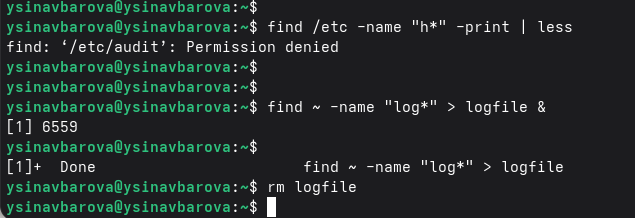 ysinavbarova@ysinavbarova:~$
ysinavbarova@ysinavbarova:~$ find /etc -name "h*" -print | less
find: ‘/etc/audit’: Permission denied
ysinavbarova@ysinavbarova:~$
ysinavbarova@ysinavbarova:~$
ysinavbarova@ysinavbarova:~$ find ~ -name "log*" > logfile &
[1] 6559
ysinavbarova@ysinavbarova:~$
[1]+  Done                    find ~ -name "log*" > logfile
ysinavbarova@ysinavbarova:~$ rm logfile
ysinavbarova@ysinavbarova:~$